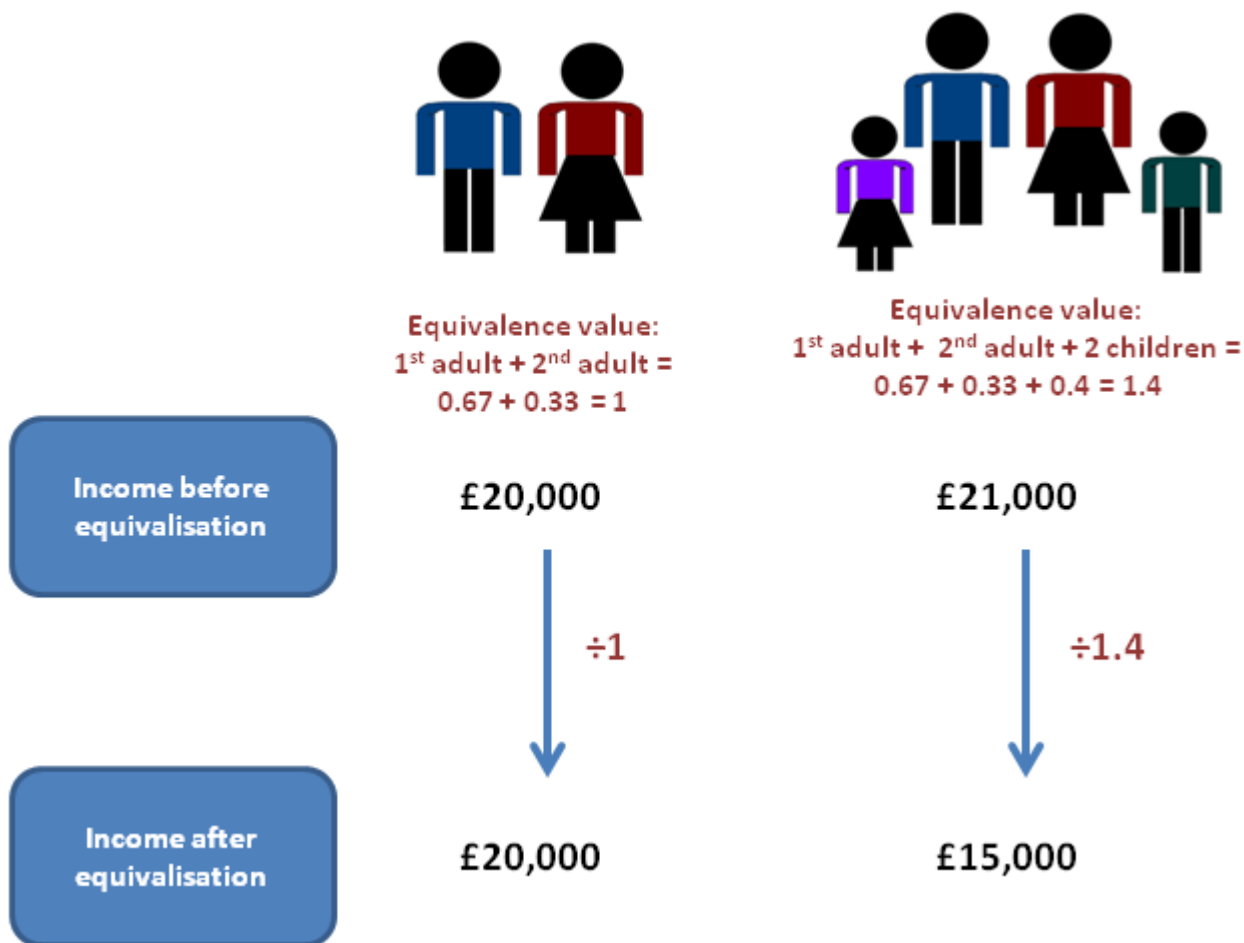 Equivalence value:
1st adult + 2nd adult =
0.67 + 0.33 = 1
Equivalence value:
1st adult + 2nd adult + 2 children =
0.67 + 0.33 + 0.4 = 1.4
Income before
equivalisation
£20,000
£21,000
÷1
÷1.4
Income after
equivalisation
£20,000
£15,000